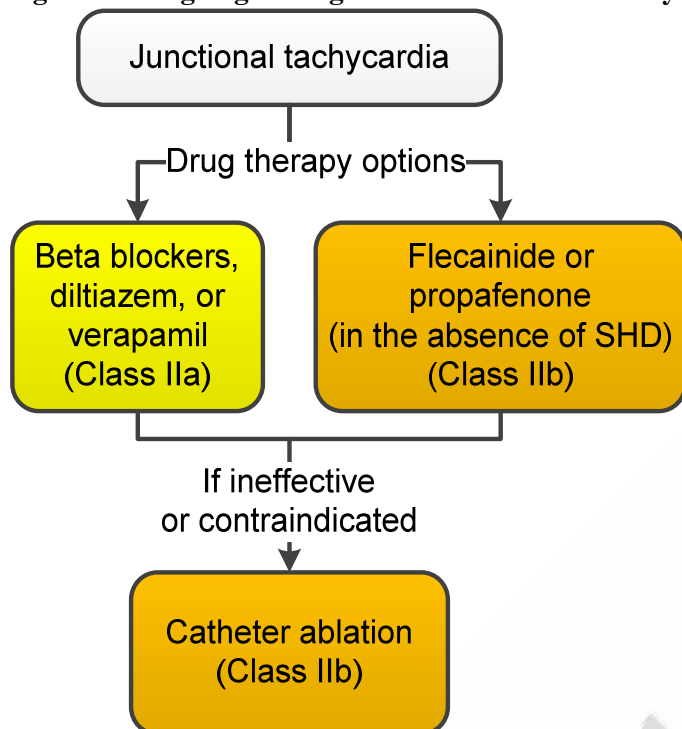 Junctional tachycardia
Drug therapy options
Beta blockers,
diltiazem, or
verapamil
(Class IIa)
Flecainide or
propafenone
(in the absence of SHD)
(Class IIb)
If ineffective
or contraindicated
Catheter ablation
(Class IIb)